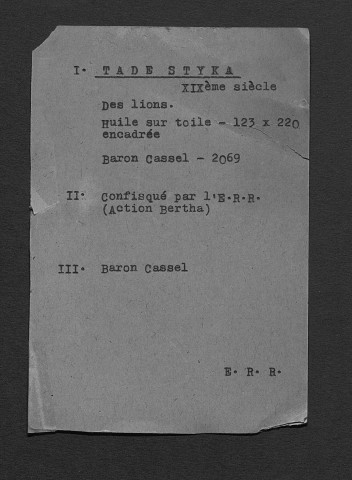 I. TADE STYKA
XIXème siècle
Des lions.
Huile sur toile - 123 x 220
encadrée
Baron Cassel - 2069
II. Confisqué par l'E.R.R.
(Action Bertha)
III. Baron Cassel
E. R. R.